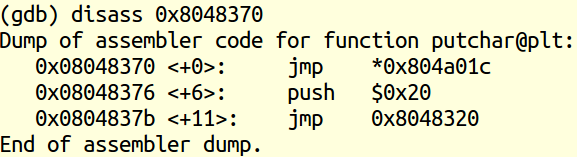 (gdb) disass 0x8048370
Dump of assembler code for function putchar@plt:
   0x08048370 <+0>:     jmp    *0x804a01c
   0x08048376 <+6>:     push   $0x20
   0x0804837b <+11>:    jmp    0x8048320
End of assembler dump.